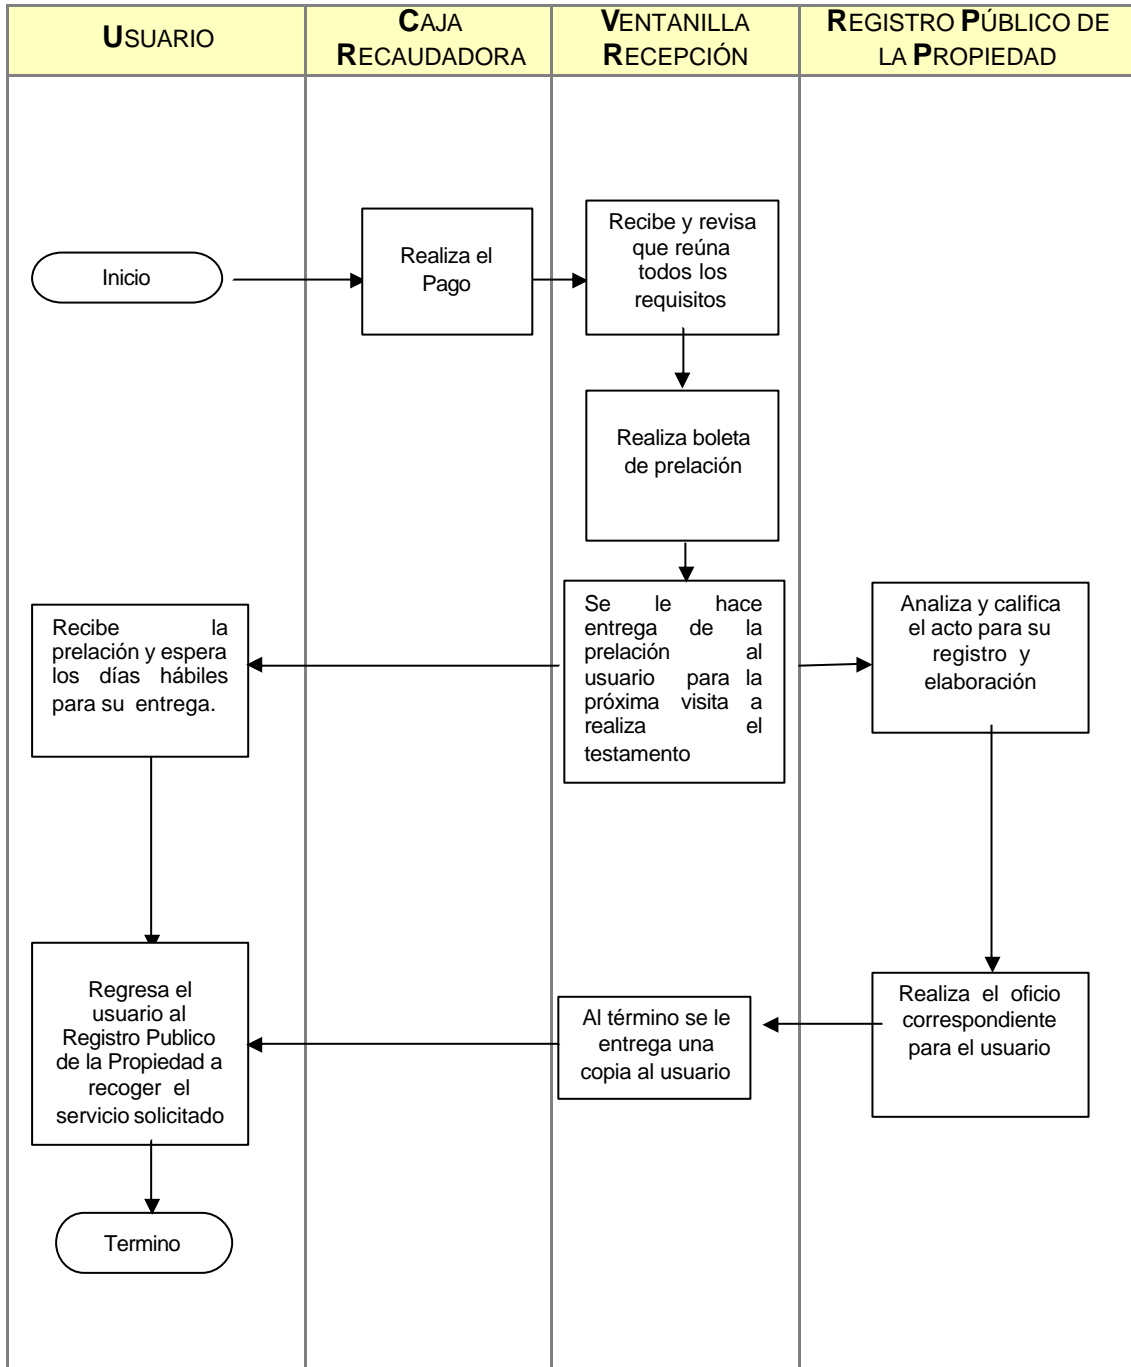 USUARIO
CAJA
RECAUDADORA
VENTANILLA
RECEPCIÓN
REGISTRO PÚBLICO DE
LA PROPIEDAD
Inicio
Realiza el
Pago
Recibe y revisa
que reúna
todos los
requisitos
Realiza boleta
de prelación
Se le hace
entrega de la
prelación al
usuario para la
próxima visita a
realiza el
testamento
Recibe la
prelación y espera
los días hábiles
para su entrega.
Analiza y califica
el acto para su
registro y
elaboración
Realiza el oficio
correspondiente
para el usuario
Al término se le
entrega una
copia al usuario
Regresa el
usuario al
Registro Publico
de la Propiedad a
recoger el
servicio solicitado
Termino